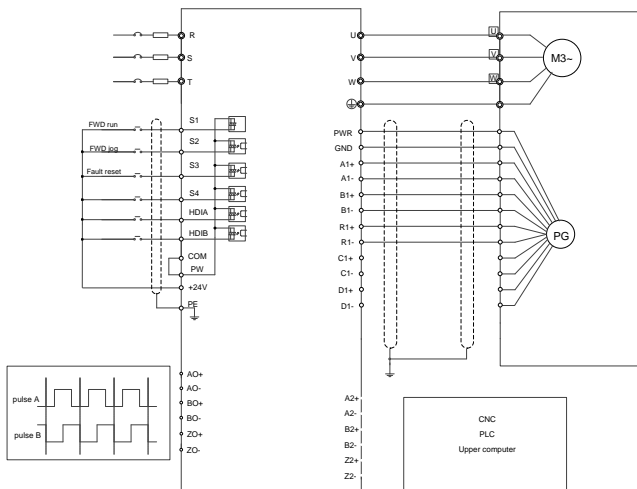 R
S
T
FWD run
FWD jog
Fault reset
S1
S2
S3
S4
HDIA
HDIB
COM
PW
+24V
PE
AO+
AO-
BO+
BO-
ZO+
ZO-
pulse A
pulse B
U
V
W
U
V
W
M3~
PWR
GND
A1+
A1-
B1+
B1-
R1+
R1-
C1+
C1-
D1+
D1-
PG
A2+
A2-
B2+
B2-
Z2+
Z2-
CNC
PLC
Upper computer